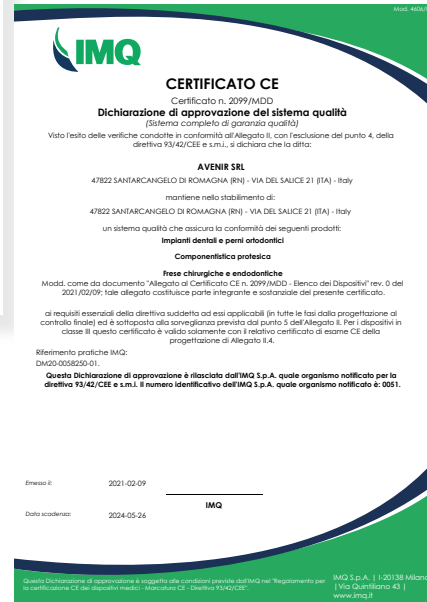 Mod. 4606/
IMQ
CERTIFICATO CE
Certificato n. 2099/MDD
Dichiarazione di approvazione del sistema qualità
(Sistema completo di garanzia qualità)
Visto l'esito delle verifiche condotte in conformità all'Allegato II, con l'esclusione del punto 4, della
direttiva 93/42/CEE e s.m.i., si dichiara che la ditta:
AVENIR SRL
47822 SANTARCANGELO DI ROMAGNA (RN) - VIA DEL SALICE 21 (ITA) - Italy
mantiene nello stabilimento di:
47822 SANTARCANGELO DI ROMAGNA (RN) - VIA DEL SALICE 21 (ITA) - Italy
un sistema qualità che assicura la conformità dei seguenti prodotti:
Impianti dentali e perni ortodontici
Componentistica protesica
Frese chirurgiche e endodontiche
Modd. come da documento "Allegato al Certificato CE n. 2099/MDD - Elenco dei Dispositivi" rev. 0 del
2021/02/09; tale allegato costituisce parte integrante e sostanziale del presente certificato.
ai requisiti essenziali della direttiva suddetta ad essi applicabili (in tutte le fasi dalla progettazione al
controllo finale) ed è sottoposta alla sorveglianza prevista dal punto 5 dell'Allegato II. Per i dispositivi in
classe III questo certificato è valido solamente con il relativo certificato di esame CE della
progettazione di Allegato II.4.
Riferimento pratiche IMQ:
DM20-0058250-01.
Questa Dichiarazione di approvazione è rilasciata dall'IMQ S.p.A. quale organismo notificato per la
direttiva 93/42/CEE e s.m.i. Il numero identificativo dell'IMQ S.p.A. quale organismo notificato è: 0051.
Emesso il: 2021-02-09
IMQ
Data scadenza: 2024-05-26
Questa Dichiarazione di approvazione è soggetta alle condizioni previste dall'IMQ nel "Regolamento per
la certificazione CE dei dispositivi medici - Marcatura CE - Direttiva 93/42/CEE".
IMQ S.p.A. | I-20138 Milano
| Via Quintiliano 43 |
www.imq.it